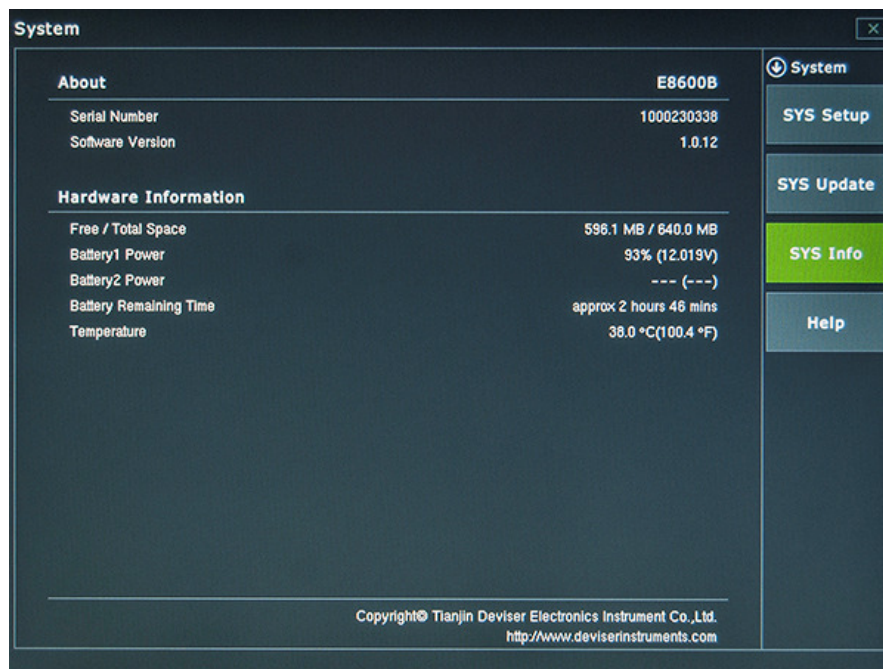 System
About E8600B
Serial Number 1000230338
Software Version 1.0.12
Hardware Information
Free / Total Space 596.1 MB / 640.0 MB
Battery1 Power 93% (12.019V)
Battery2 Power --- (---)
Battery Remaining Time approx 2 hours 46 mins
Temperature 38.0 °C(100.4 °F)
Copyright© Tianjin Deviser Electronics Instrument Co.,Ltd.
http://www.deviserinstruments.com
System
SYS Setup
SYS Update
SYS Info
Help